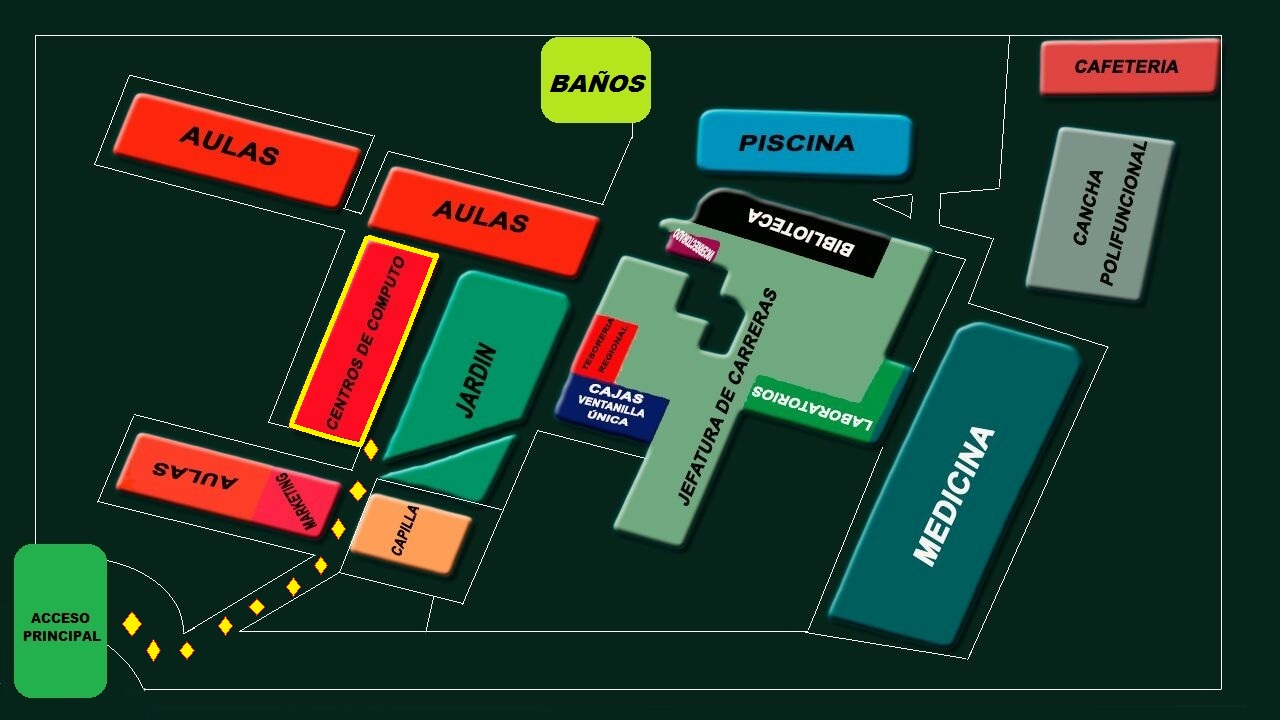 BAÑOS
CAFETERIA
AULAS
PISCINA
AULAS
BIBLIOTECA
CANCHA
POLIFUNCIONAL
VICERRECTORADO
CENTROS DE COMPUTO
JARDIN
TESORERIA
REGIONAL
CAJAS
VENTANILLA
ÚNICA
JEFATURA DE CARRERAS
LABORATORIOS
MEDICINA
AULAS
MARKETING
CAPILLA
ACCESO
PRINCIPAL